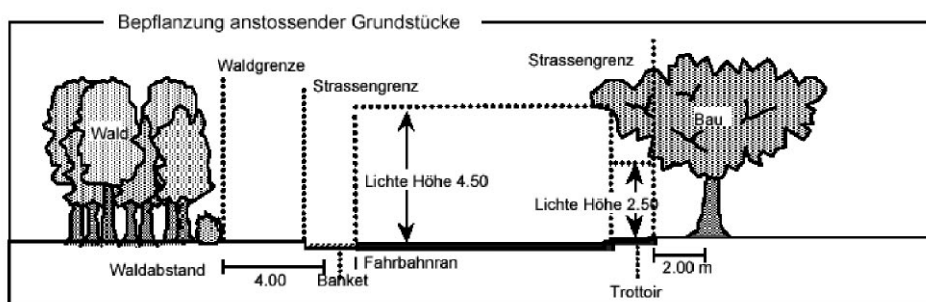 Bepflanzung anstossender Grundstücke
Waldgrenze
Strassengrenz
Strassengrenz
Wald
Bau
Lichte Höhe 4.50
Lichte Höhe 2.50
Waldabstand
4.00
Banket
Fahrbahnran
2.00 m
Trottoir